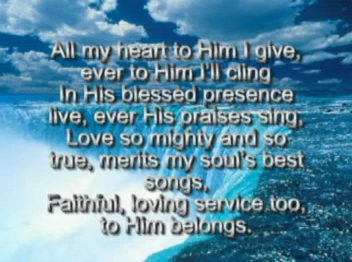 All my heart to Him I give,
ever to Him I'll cling
In His blessed presence
live, ever His praises sing,
Love so mighty and so
true, merits my soul's best
songs,
Faithful, loving service too,
to Him belongs.